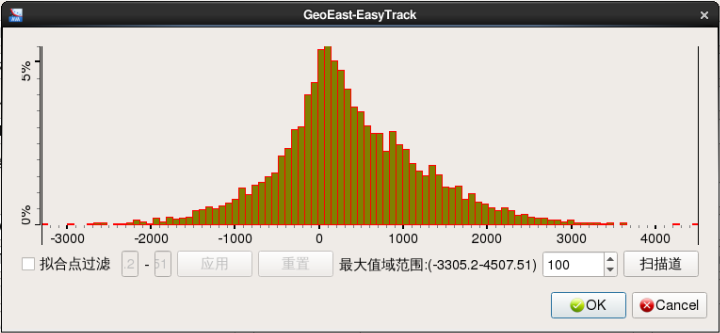 GeoEast-EasyTrack
5%
0%
-3000 -2000 -1000 0 1000 2000 3000 4000
拟合点过滤 .2 - 51 应用 重置 最大值域范围:(-3305.2-4507.51) 100 扫描道
OK Cancel